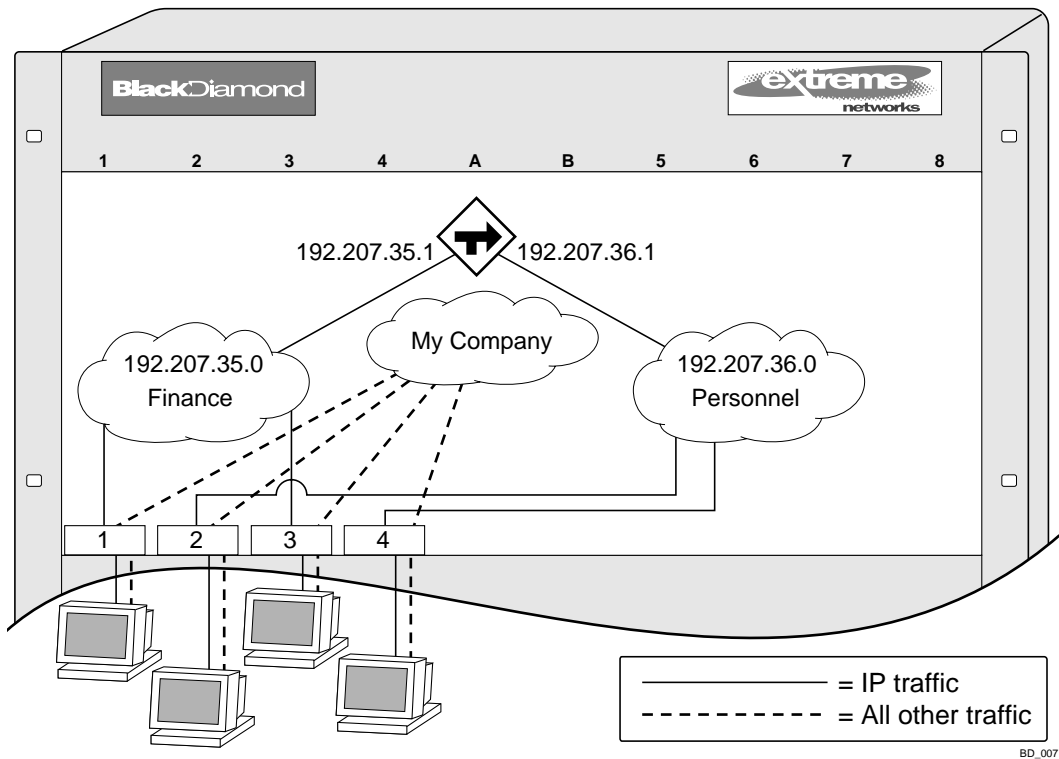 BlackDiamond
extreme
networks
1 2 3 4 A B 5 6 7 8
192.207.35.1
192.207.36.1
My Company
192.207.35.0
Finance
192.207.36.0
Personnel
1 2 3 4
= IP traffic
= All other traffic
BD_007